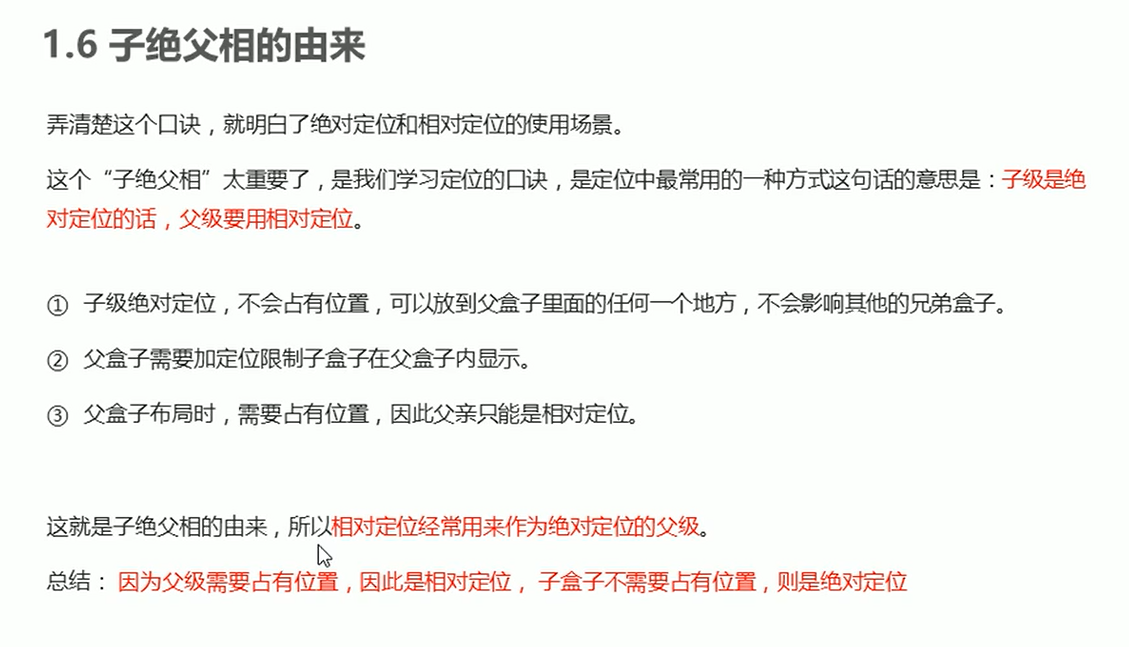 1.6 子绝父相的由来
弄清楚这个口诀，就明白了绝对定位和相对定位的使用场景。
这个“子绝父相”太重要了，是我们学习定位的口诀，是定位中最常用的一种方式这句话的意思是：子级是绝
对定位的话，父级要用相对定位。
① 子级绝对定位，不会占有位置，可以放到父盒子里面的任何一个地方，不会影响其他的兄弟盒子。
② 父盒子需要加定位限制子盒子在父盒子内显示。
③ 父盒子布局时，需要占有位置，因此父亲只能是相对定位。
这就是子绝父相的由来，所以相对定位经常用来作为绝对定位的父级。
总结： 因为父级需要占有位置，因此是相对定位， 子盒子不需要占有位置，则是绝对定位